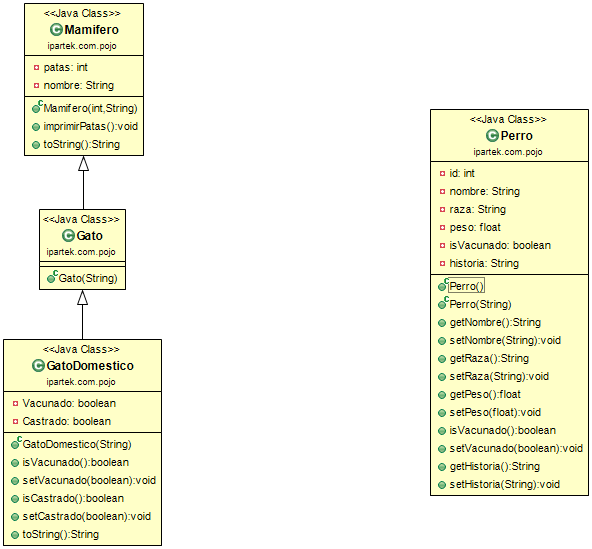 <<Java Class>>
Mamifero
ipartek.com.pojo
patas: int
nombre: String
Mamifero(int,String)
imprimirPatas():void
toString():String
<<Java Class>>
Gato
ipartek.com.pojo
Gato(String)
<<Java Class>>
GatoDomestico
ipartek.com.pojo
Vacunado: boolean
Castrado: boolean
GatoDomestico(String)
isVacunado():boolean
setVacunado(boolean):void
isCastrado():boolean
setCastrado(boolean):void
toString():String
<<Java Class>>
Perro
ipartek.com.pojo
id: int
nombre: String
raza: String
peso: float
isVacunado: boolean
historia: String
Perro()
Perro(String)
getNombre():String
setNombre(String):void
getRaza():String
setRaza(String):void
getPeso():float
setPeso(float):void
isVacunado():boolean
setVacunado(boolean):void
getHistoria():String
setHistoria(String):void